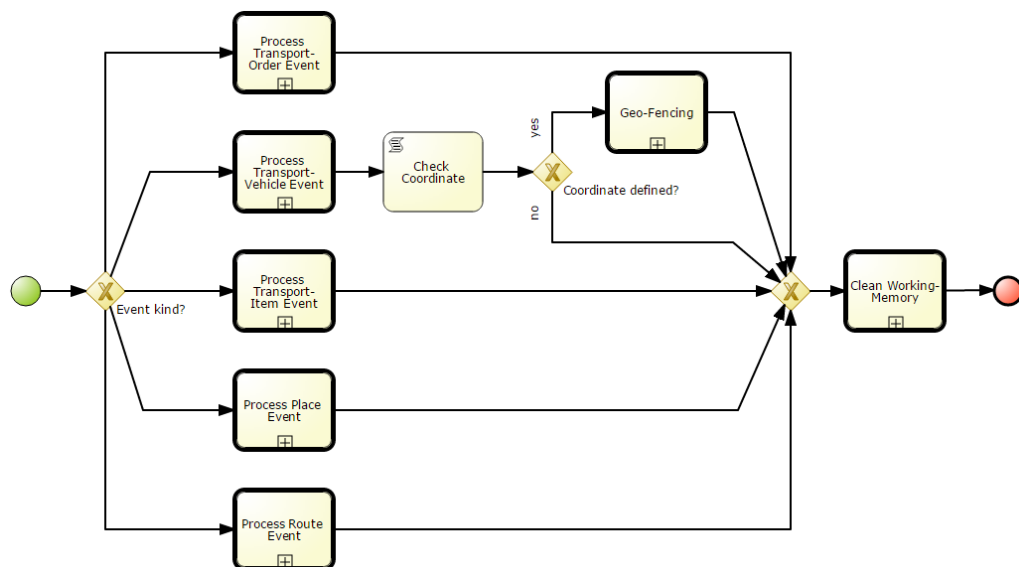 Process
Transport-
Order Event
Process
Transport-
Vehicle Event
Check
Coordinate
yes
no
Geo-Fencing
Coordinate defined?
Event kind?
Process
Transport-
Item Event
Clean Working-
Memory
Process Place
Event
Process Route
Event